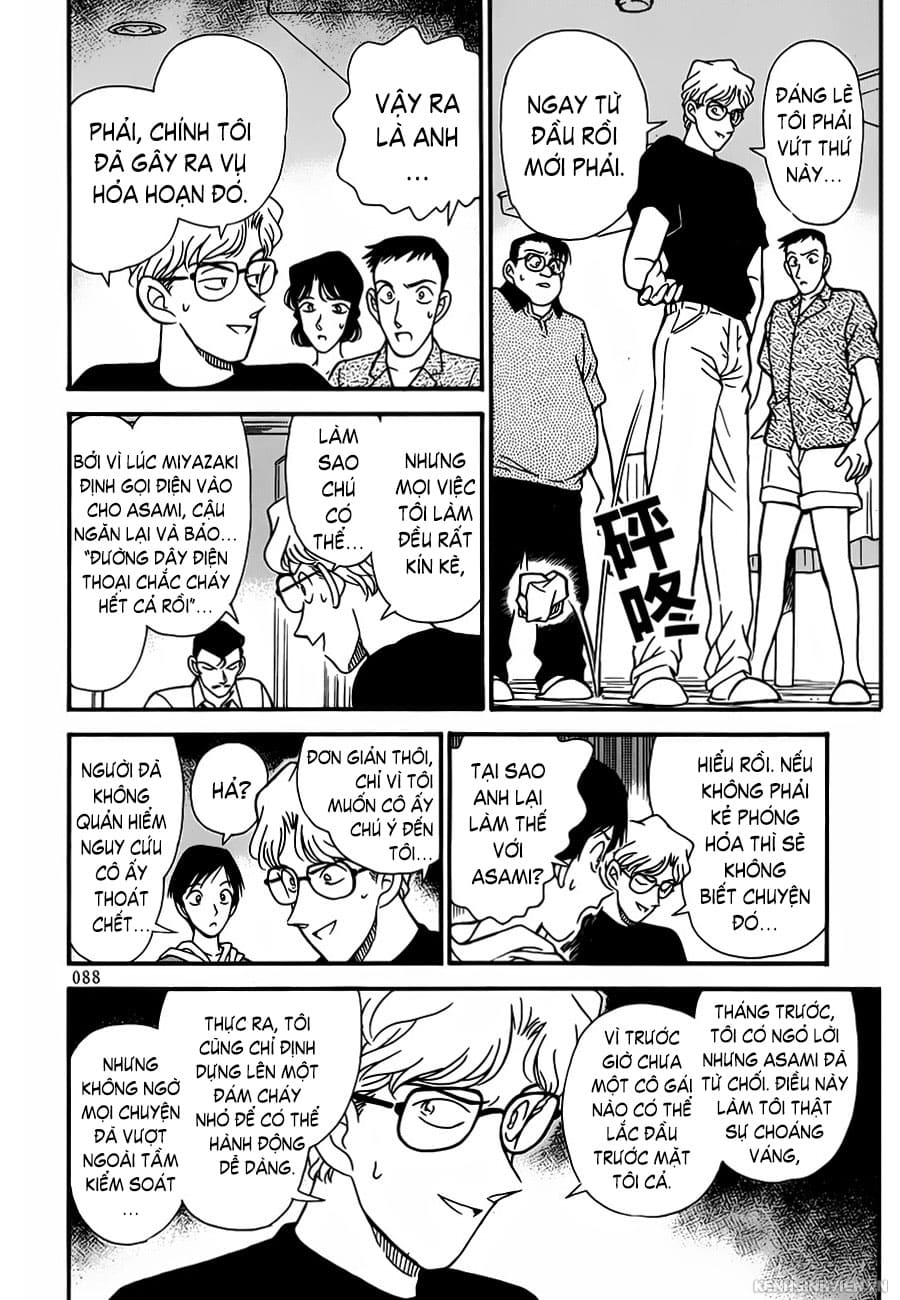 ĐÁNG LẼ
TÔI PHẢI
VỨT THỨ
NÀY...
NGAY TỪ
ĐẦU RỒI
MỚI PHẢI.
砰
咚
VẬY RA
LÀ ANH
...
PHẢI, CHÍNH TÔI
ĐÃ GÂY RA VỤ
HỎA HOẠN ĐÓ.
NHƯNG
MỌI VIỆC
TÔI LÀM
ĐỀU RẤT
KÍN KẼ,
LÀM
SAO
CHÚ
CÓ
THỂ...
BỞI VÌ LÚC MIYAZAKI
ĐỊNH GỌI ĐIỆN VÀO
CHO ASAMI, CẬU
NGĂN LẠI VÀ BẢO...
"ĐƯỜNG DÂY ĐIỆN
THOẠI CHẮC CHÁY
HẾT CẢ RỒI"...
HIỂU RỒI. NẾU
KHÔNG PHẢI
KẺ PHÓNG
HỎA THÌ SẼ
KHÔNG
BIẾT CHUYỆN
ĐÓ...
TẠI SAO
ANH LẠI
LÀM THẾ
VỚI
ASAMI?
ĐƠN GIẢN THÔI,
CHỈ VÌ TÔI
MUỐN CÔ ẤY
CHÚ Ý ĐẾN
TÔI...
HẢ?
NGƯỜI ĐÃ
KHÔNG
QUẢN HIỂM
NGUY CỨU
CÔ ẤY
THOÁT
CHẾT...
088
THÁNG TRƯỚC,
TÔI CÓ NGỎ LỜI
NHƯNG ASAMI ĐÃ
TỪ CHỐI. ĐIỀU NÀY
LÀM TÔI THẬT
SỰ CHOÁNG
VÁNG,
VÌ TRƯỚC
GIỜ CHƯA
MỘT CÔ GÁI
NÀO CÓ THỂ
LẮC ĐẦU
TRƯỚC MẶT
TÔI CẢ.
THỰC RA, TÔI
CŨNG CHỈ ĐỊNH
DỰNG LÊN MỘT
ĐÁM CHÁY
NHỎ ĐỂ CÓ THỂ
HÀNH ĐỘNG
DỄ DÀNG.
NHƯNG
KHÔNG NGỜ
MỌI CHUYỆN
ĐÃ VƯỢT
NGOÀI TẦM
KIỂM SOÁT
...
KENHSINHVIEN.VN